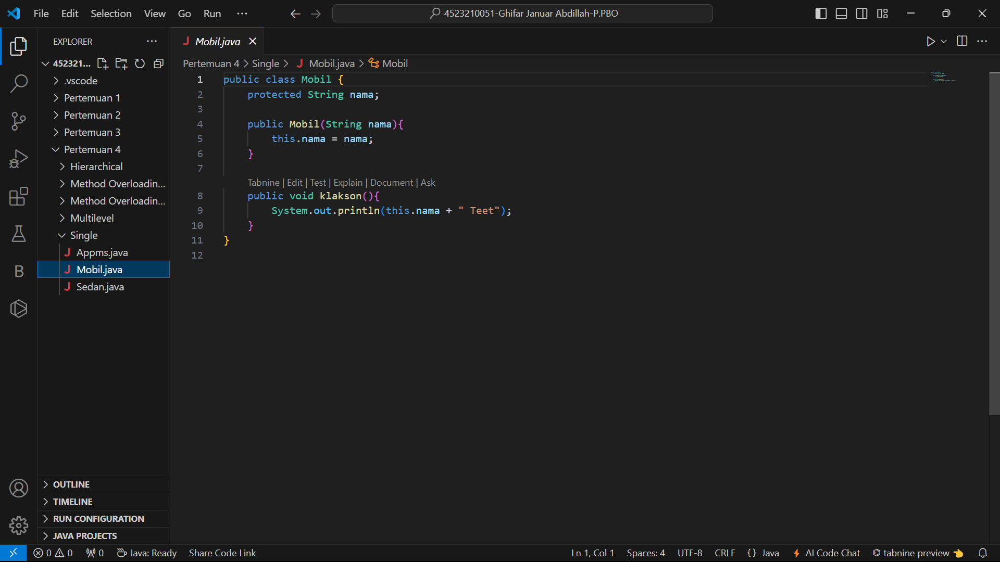 File Edit Selection View Go Run ···
4523210051-Ghifar Januar Abdillah-P.PBO
EXPLORER
452321...
.vscode
Pertemuan 1
Pertemuan 2
Pertemuan 3
Pertemuan 4
Hierarchical
Method Overloadin...
Method Overloadin...
Multilevel
Single
J Appms.java
J Mobil.java
J Sedan.java
OUTLINE
TIMELINE
RUN CONFIGURATION
JAVA PROJECTS
J Mobil.java
Pertemuan 4 > Single > J Mobil.java > Mobil
1 public class Mobil {
2 protected String nama;
3
4 public Mobil(String nama){
5 this.nama = nama;
6 }
7
Tabnine | Edit | Test | Explain | Document | Ask
8 public void klakson(){
9 System.out.println(this.nama + " Teet");
10 }
11 }
12
0 0 0 Java: Ready Share Code Link Ln 1, Col 1 Spaces: 4 UTF-8 CRLF {} Java AI Code Chat tabnine preview